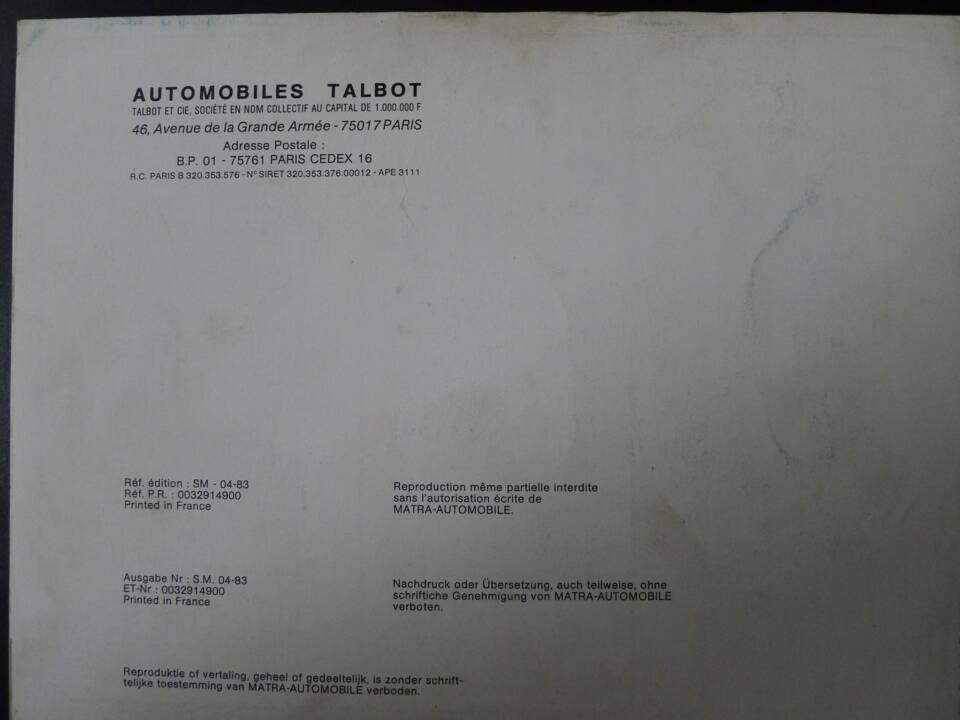 AUTOMOBILES TALBOT
TALBOT ET CIE, SOCIÉTÉ EN NOM COLLECTIF AU CAPITAL DE 1.000.000 F
46, Avenue de la Grande Armée - 75017 PARIS
Adresse Postale :
B.P. 01 - 75761 PARIS CEDEX 16
R.C. PARIS B 320.353.576 - N° SIRET 320.353.376.00012 - APE 3111
Réf. édition : SM - 04-83
Réf. P.R. : 0032914900
Printed in France
Reproduction même partielle interdite
sans l'autorisation écrite de
MATRA-AUTOMOBILE.
Ausgabe Nr : S.M. 04-83
ET-Nr : 0032914900
Printed in France
Nachdruck oder Übersetzung, auch teilweise, ohne
schriftiche Genehmigung von MATRA-AUTOMOBILE
verboten.
Reproduktie of vertaling, geheel of gedeeltelijk, is zonder schrift-
telijke toestemming van MATRA-AUTOMOBILE verboden.